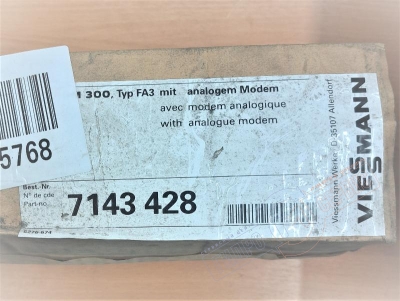 300, Typ FA3 mit analogem Modem
avec modem analogique
with analogue modem
5768
Best. Nr.
N° de cde
Part-no.
7143 428
Viessmann Werke, D 35107 Allendorf
VIESSMANN